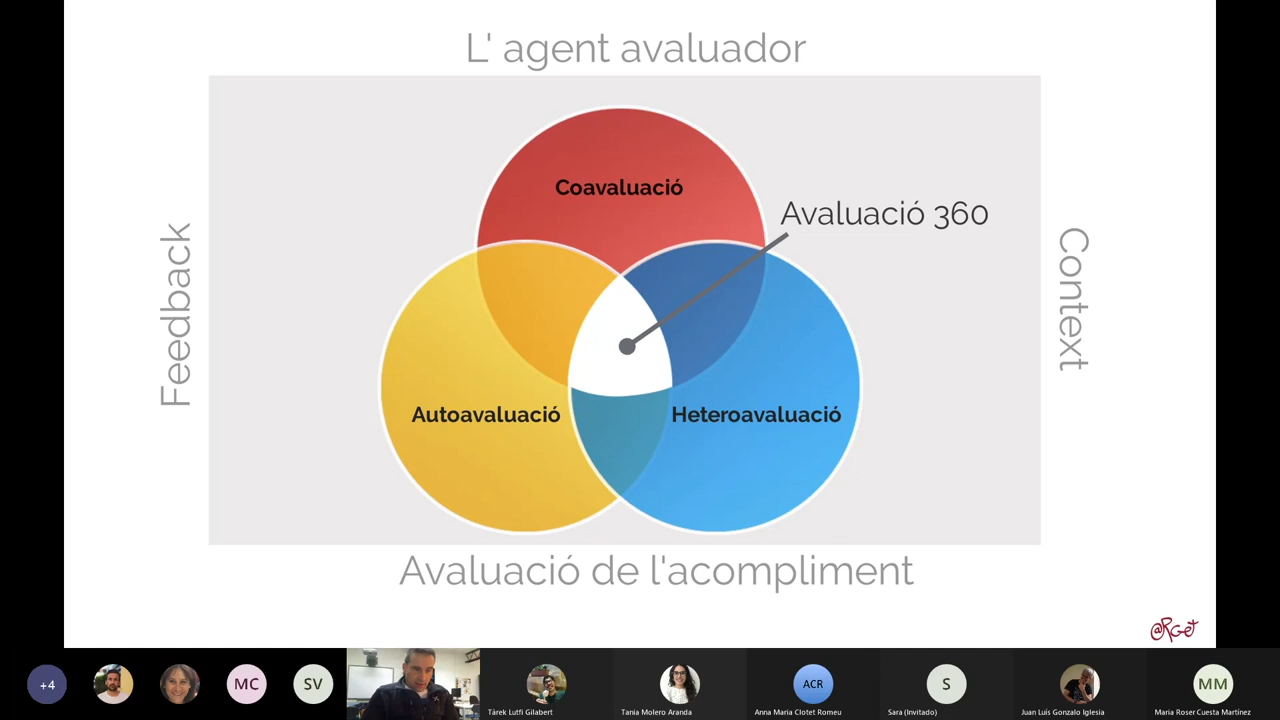 L' agent avaluador
Coavaluació
Avaluació 360
Feedback
Context
Autoavaluació
Heteroavaluació
Avaluació de l'acompliment
@RGET
+4
MC
SV
Tàrek Lutfi Gilabert
Tania Molero Aranda
ACR
Anna Maria Clotet Romeu
S
Sara (Invitado)
Juan Luís Gonzalo Iglesia
MM
Maria Roser Cuesta Martínez